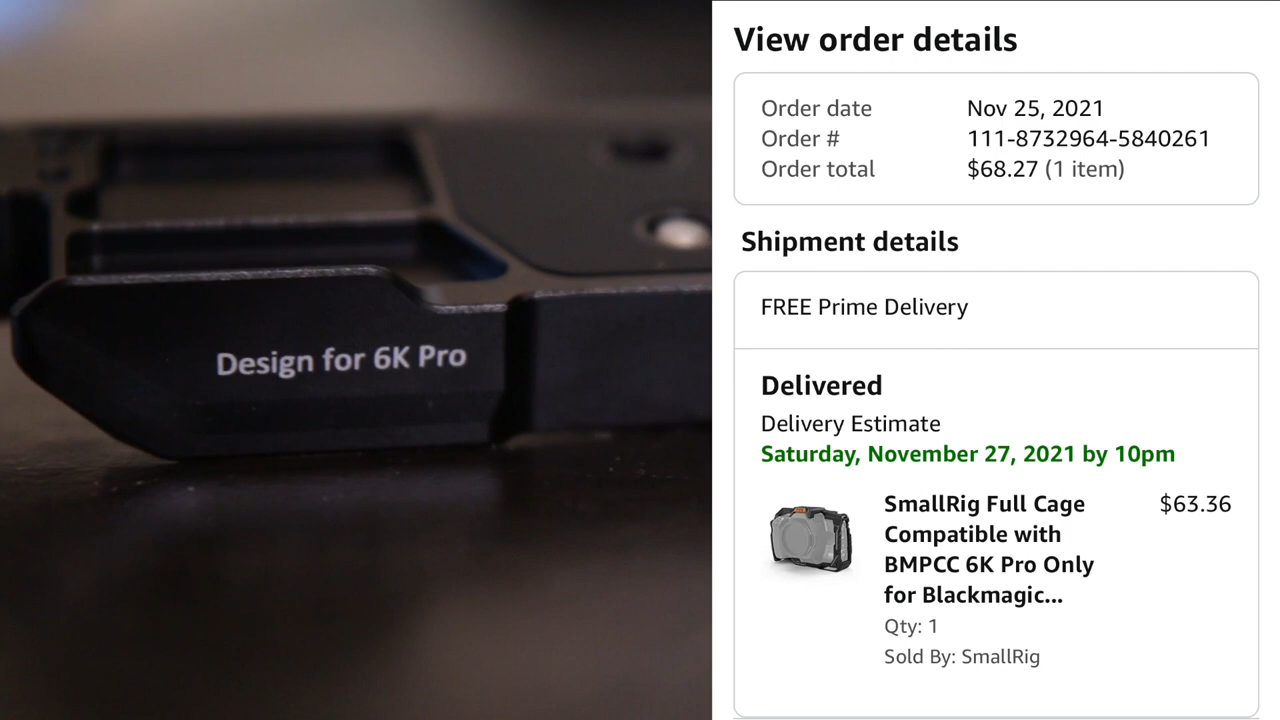 Design for 6K Pro
View order details
Order date Nov 25, 2021
Order # 111-8732964-5840261
Order total $68.27 (1 item)
Shipment details
FREE Prime Delivery
Delivered
Delivery Estimate
Saturday, November 27, 2021 by 10pm
SmallRig Full Cage $63.36
Compatible with
BMPCC 6K Pro Only
for Blackmagic...
Qty: 1
Sold By: SmallRig